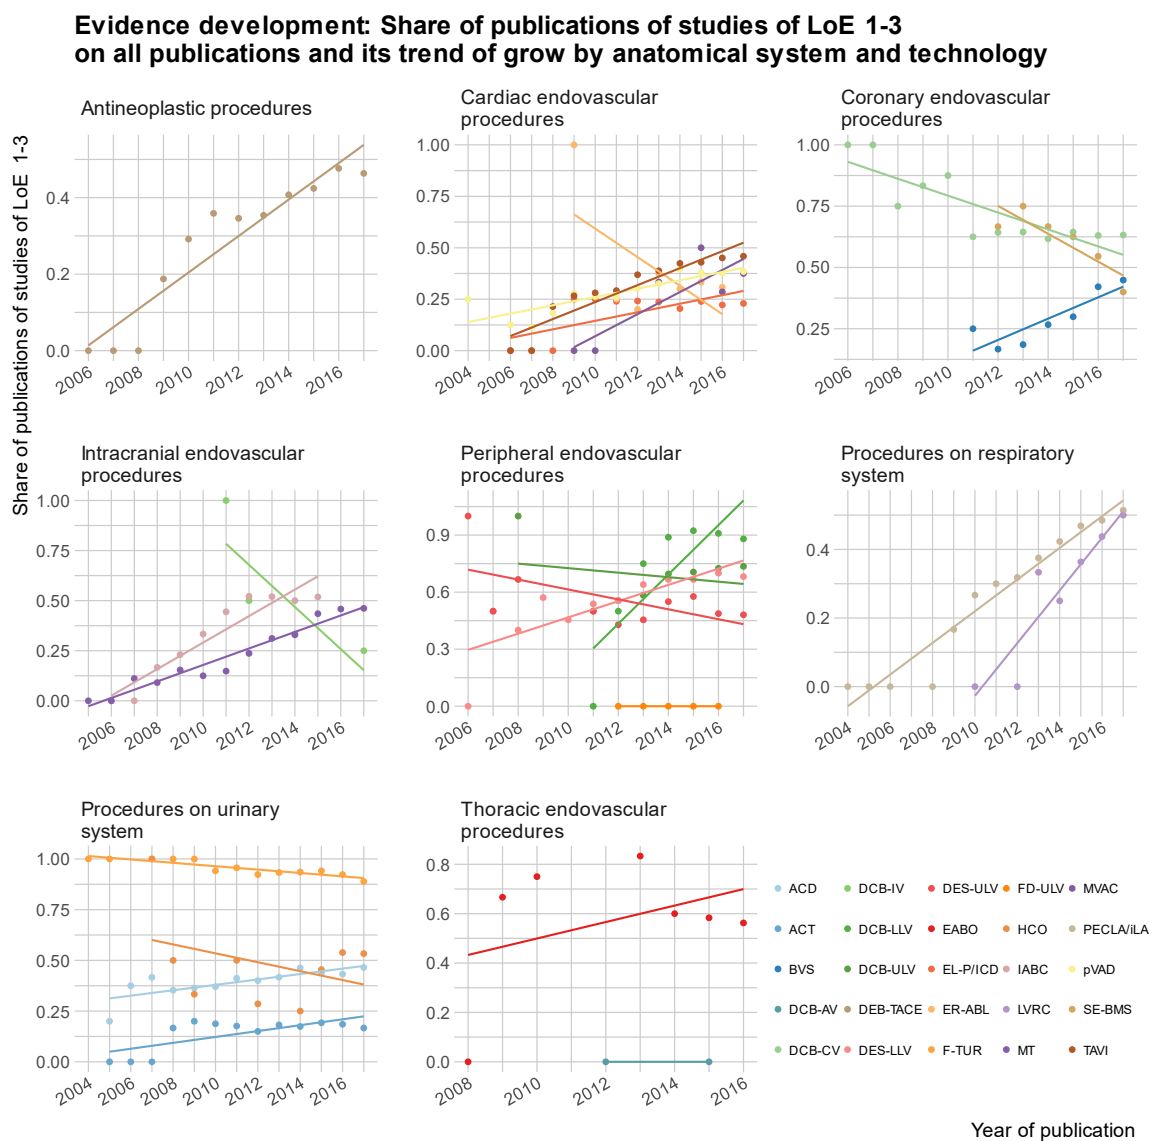 Evidence development: Share of publications of studies of LoE 1-3
on all publications and its trend of grow by anatomical system and technology
Share of publications of studies of LoE 1-3
Antineoplastic procedures
0.4
0.2
0.0
2006 2008 2010 2012 2014 2016
Cardiac endovascular
procedures
1.00
0.75
0.50
0.25
0.00
2004 2006 2008 2010 2012 2014 2016
Coronary endovascular
procedures
1.00
0.75
0.50
0.25
2006 2008 2010 2012 2014 2016
Intracranial endovascular
procedures
1.00
0.75
0.50
0.25
0.00
2006 2008 2010 2012 2014 2016
Peripheral endovascular
procedures
0.9
0.6
0.3
0.0
2006 2008 2010 2012 2014 2016
Procedures on respiratory
system
0.4
0.2
0.0
2004 2006 2008 2010 2012 2014 2016
Procedures on urinary
system
1.00
0.75
0.50
0.25
0.00
2004 2006 2008 2010 2012 2014 2016
Thoracic endovascular
procedures
0.8
0.6
0.4
0.2
0.0
2008 2010 2012 2014 2016
ACD DCB-IV DES-ULV FD-ULV MVAC
ACT DCB-LLV EABO HCO PECLA/iLA
BVS DCB-ULV EL-P/ICD IABC pVAD
DCB-AV DEB-TACE ER-ABL LVRC SE-BMS
DCB-CV DES-LLV F-TUR MT TAVI
Year of publication